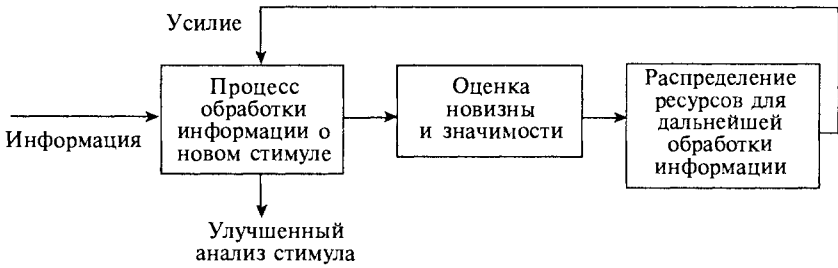 Усилие
Информация
Процесс
обработки
информации о
новом стимуле
Оценка
новизны
и значимости
Распределение
ресурсов для
дальнейшей
обработки
информации
Улучшенный
анализ стимула